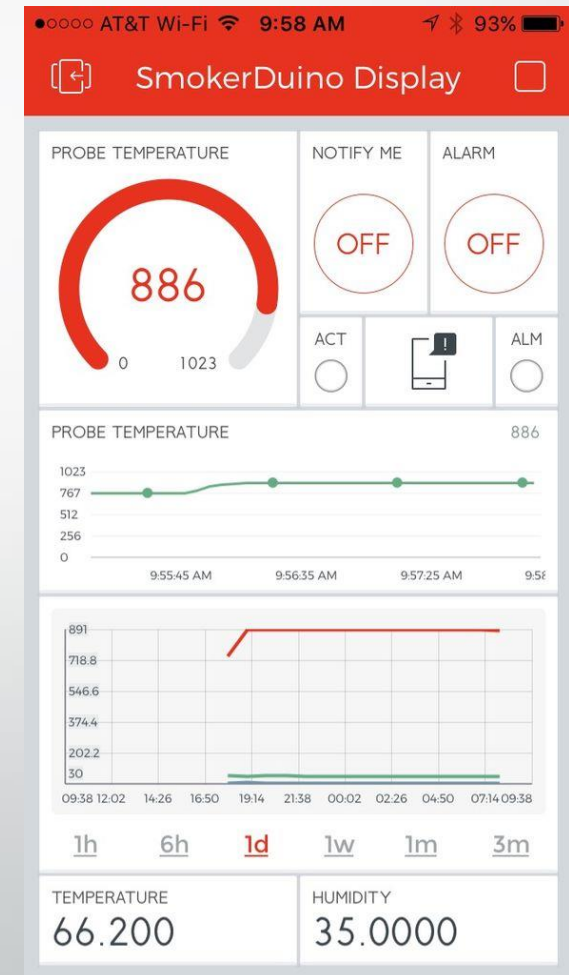 AT&T Wi-Fi 9:58 AM 93%
SmokerDuino Display
PROBE TEMPERATURE
886
0 1023
NOTIFY ME
OFF
ALARM
OFF
ACT
!
ALM
PROBE TEMPERATURE 886
1023
767
512
256
0
9:55:45 AM 9:56:35 AM 9:57:25 AM 9:58
891
718.8
546.6
374.4
202.2
30
09:38 12:02 14:26 16:50 19:14 21:38 00:02 02:26 04:50 07:14 09:38
1h 6h 1d 1w 1m 3m
TEMPERATURE
66.200
HUMIDITY
35.0000